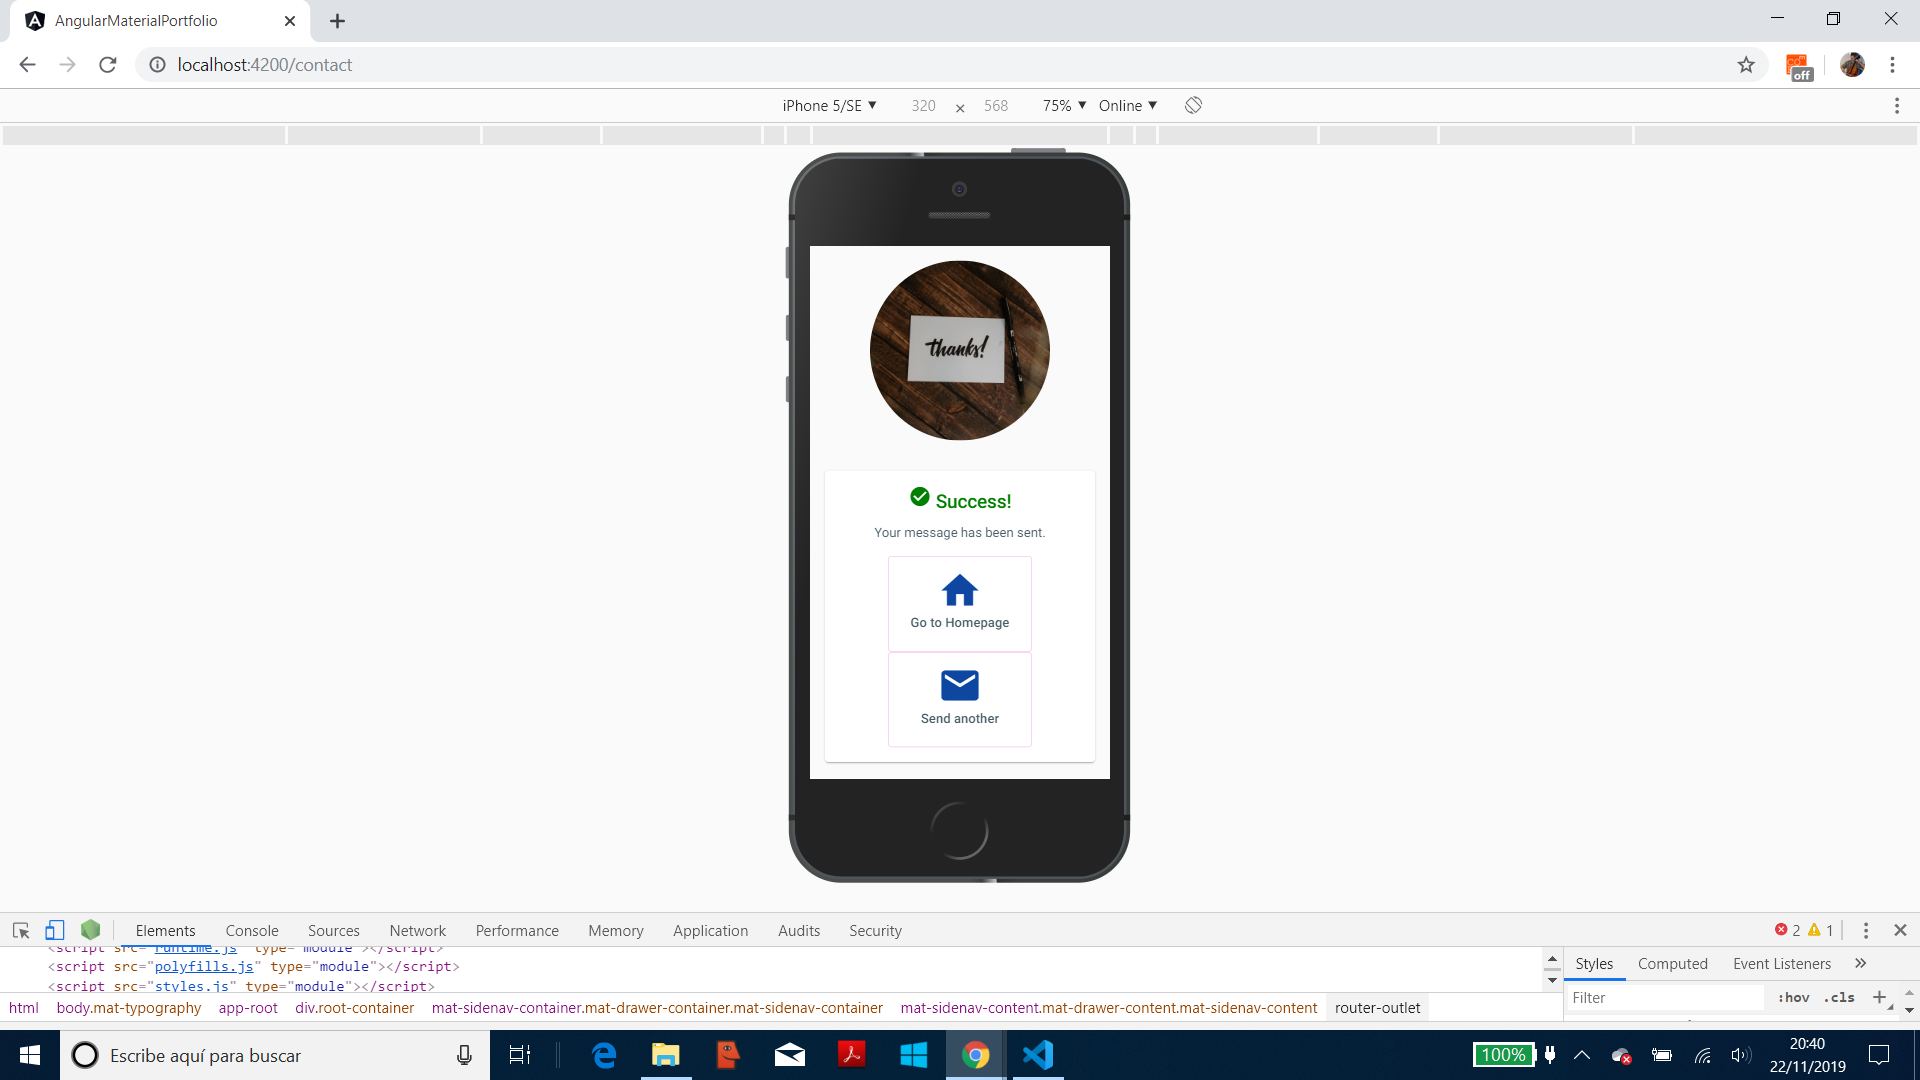 AngularMaterialPortfolio
localhost:4200/contact
off
iPhone 5/SE 320 × 568 75% Online
thanks!
Success!
Your message has been sent.
Go to Homepage
Send another
Elements Console Sources Network Performance Memory Application Audits Security 2 1
<script src="runtime.js" type="module"></script>
<script src="polyfills.js" type="module"></script>
<script src="styles.js" type="module"></script>
html body.mat-typography app-root div.root-container mat-sidenav-container.mat-drawer-container.mat-sidenav-container mat-sidenav-content.mat-drawer-content.mat-sidenav-content router-outlet
Styles Computed Event Listeners
Filter :hov .cls
Escribe aquí para buscar
100%
20:40
22/11/2019